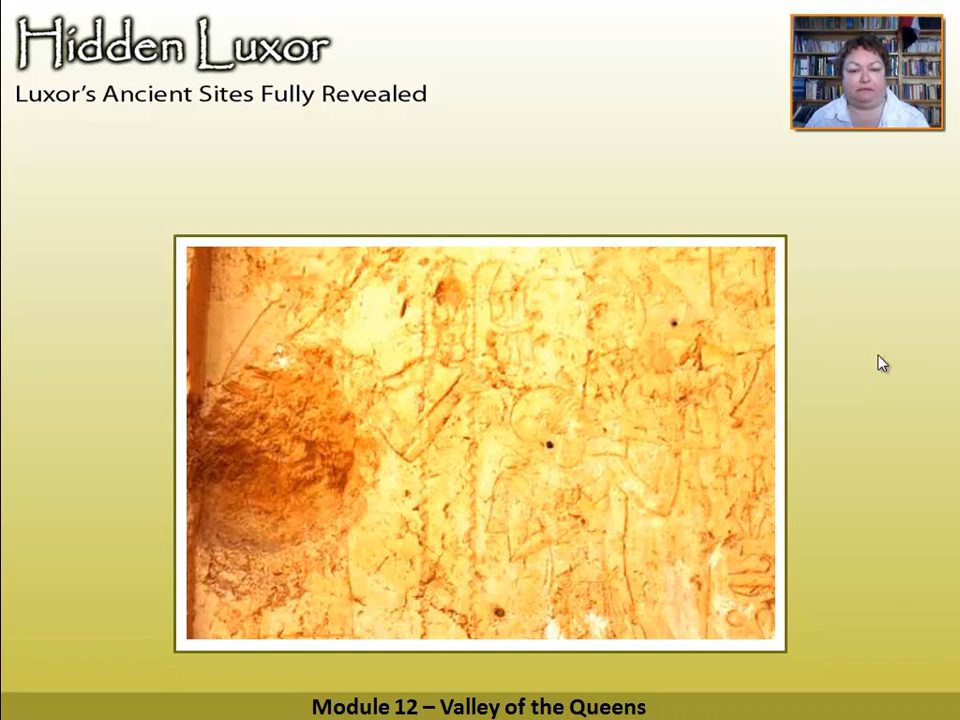 Hidden Luxor
Luxor's Ancient Sites Fully Revealed
Module 12 – Valley of the Queens